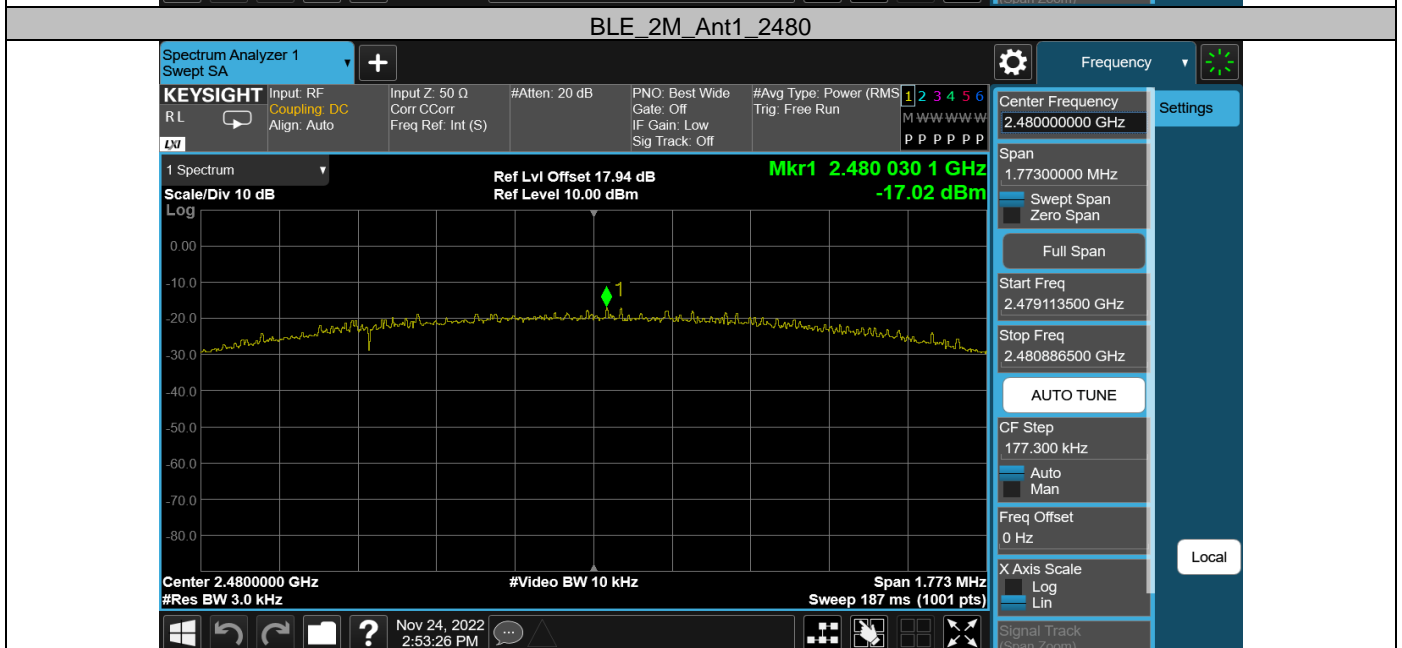 (Span Zoom)
BLE_2M_Ant1_2480
Spectrum Analyzer 1
Swept SA
Frequency
KEYSIGHT
RL
LXI
Input: RF
Coupling: DC
Align: Auto
Input Z: 50 Ω
Corr CCorr
Freq Ref: Int (S)
#Atten: 20 dB
PNO: Best Wide
Gate: Off
IF Gain: Low
Sig Track: Off
#Avg Type: Power (RMS
Trig: Free Run
1 2 3 4 5 6
M W W W W W
P P P P P P
Center Frequency
2.480000000 GHz
Settings
Span
1.77300000 MHz
Swept Span
Zero Span
Full Span
Start Freq
2.479113500 GHz
Stop Freq
2.480886500 GHz
AUTO TUNE
CF Step
177.300 kHz
Auto
Man
Freq Offset
0 Hz
X Axis Scale
Log
Lin
Signal Track
(Span Zoom)
Local
1 Spectrum
Scale/Div 10 dB
Log
Ref Lvl Offset 17.94 dB
Ref Level 10.00 dBm
Mkr1 2.480 030 1 GHz
-17.02 dBm
1
0.00
-10.0
-20.0
-30.0
-40.0
-50.0
-60.0
-70.0
-80.0
Center 2.4800000 GHz
#Res BW 3.0 kHz
#Video BW 10 kHz
Span 1.773 MHz
Sweep 187 ms (1001 pts)
?
Nov 24, 2022
2:53:26 PM